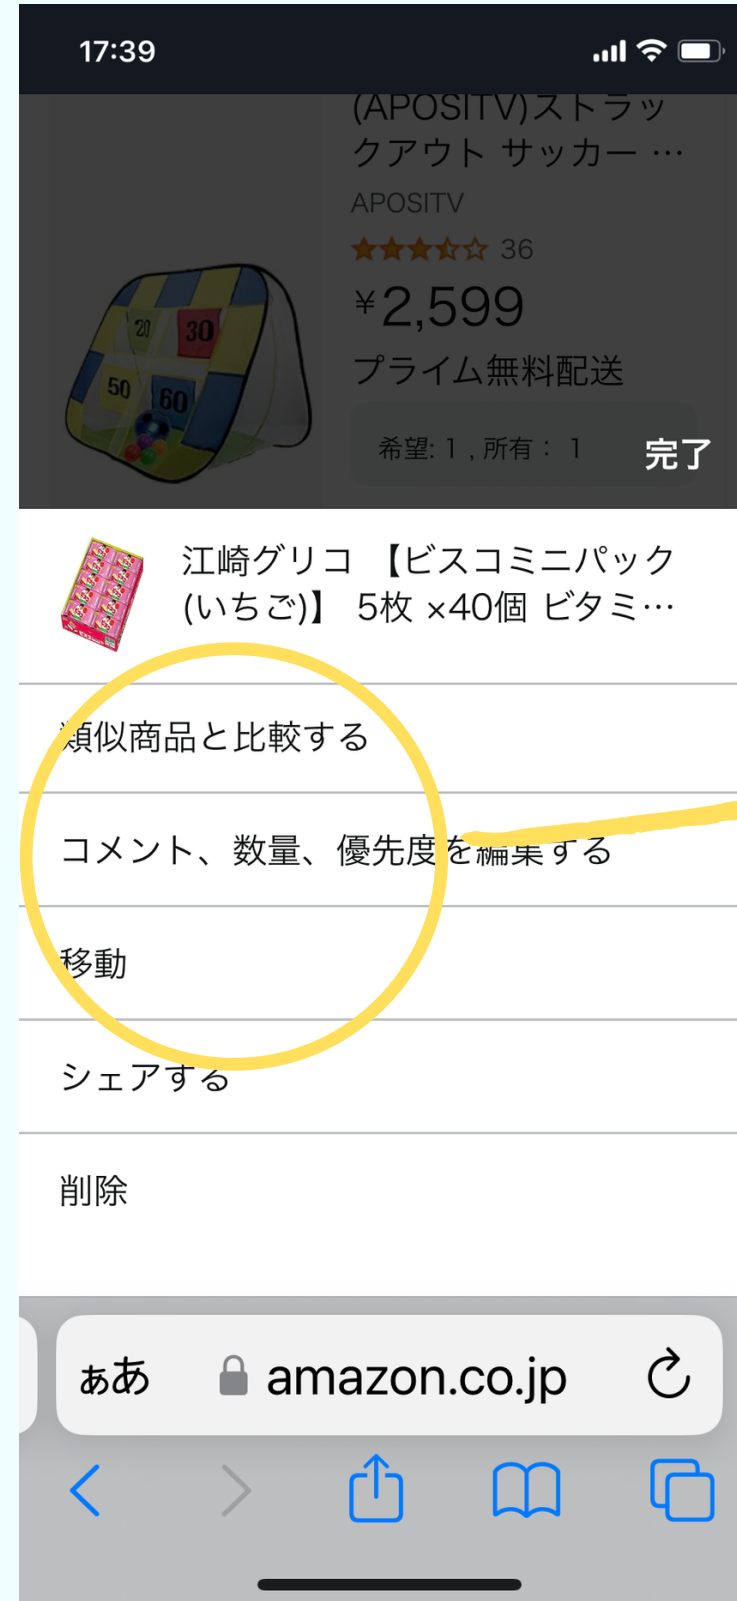 17:39
(APOSITV)ストラッ
クアウト サッカー …
APOSITV
36
¥2,599
プライム無料配送
20
30
50
60
希望: 1 , 所有： 1
完了
江崎グリコ 【ビスコミニパック
(いちご)】 5枚 ×40個 ビタミ…
類似商品と比較する
コメント、数量、優先度を編集する
移動
シェアする
削除
ぁあ
amazon.co.jp